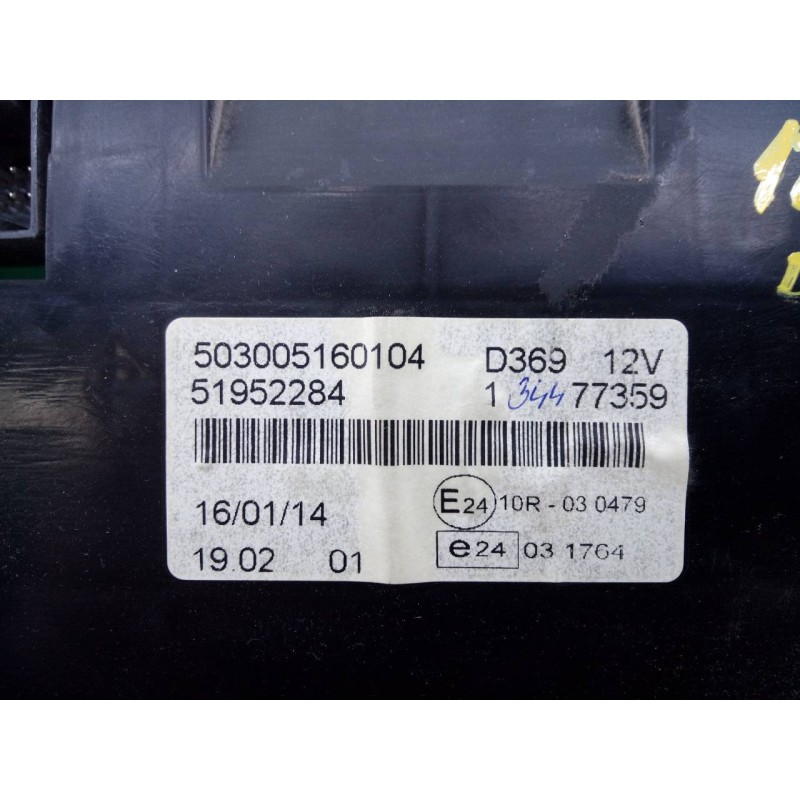 503005160104 D369 12V
51952284 1 344 77359
16/01/14 E24 10R - 03 0479
19.02 01 e24 03 1764